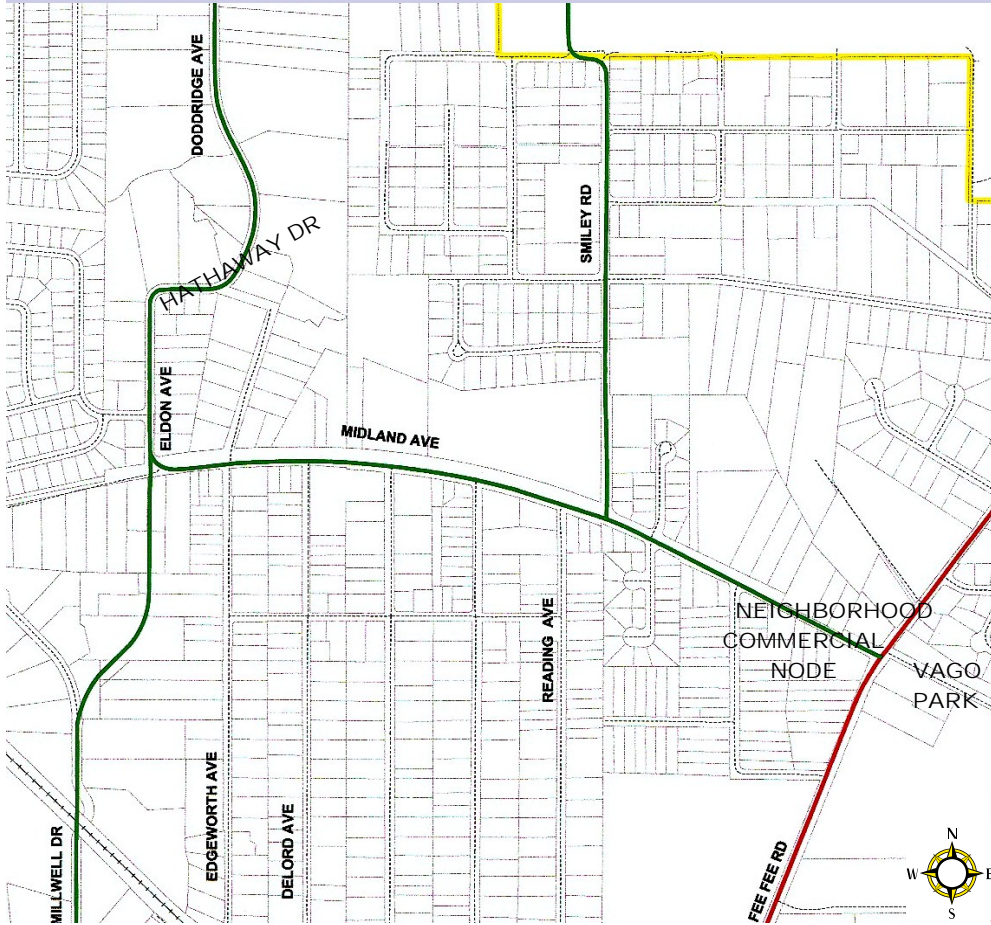 DODDRIDGE AVE
HATHAWAY DR
SMILEY RD
ELDON AVE
MIDLAND AVE
NEIGHBORHOOD
COMMERCIAL
NODE
VAGO
PARK
READING AVE
EDGEWORTH AVE
DELORD AVE
MILLWELL DR
FEE FEE RD
N
W
E
S